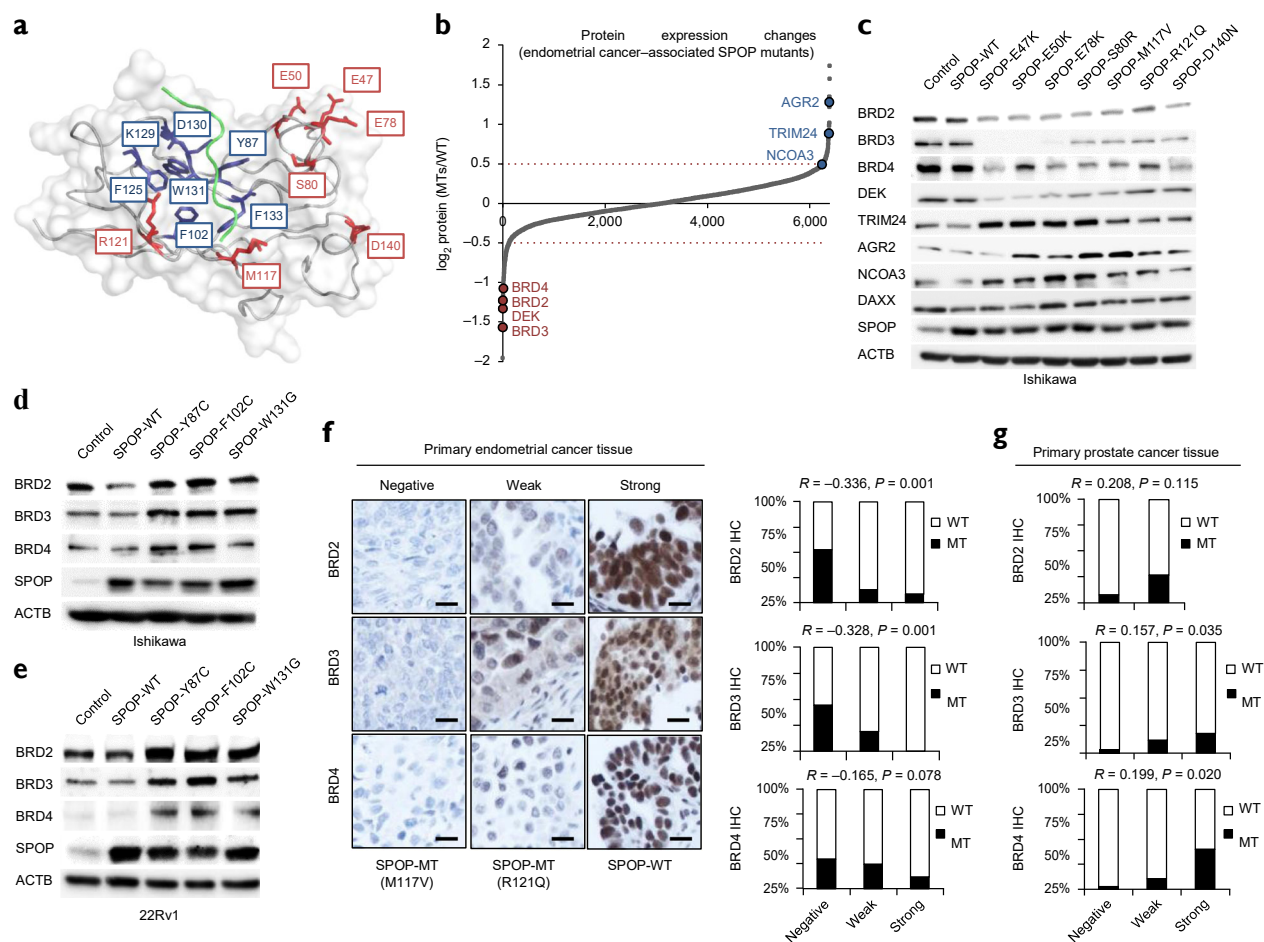 a
E50
E47
D130
K129
Y87
E78
F125
W131
S80
F133
R121
F102
D140
M117
b
Protein expression changes
(endometrial cancer–associated SPOP mutants)
log2 protein (MTs/WT)
2
1.5
1
0.5
0
–0.5
–1
–1.5
–2
0
2,000
4,000
6,000
AGR2
TRIM24
NCOA3
BRD4
BRD2
DEK
BRD3
c
Control
SPOP-WT
SPOP-E47K
SPOP-E50K
SPOP-E78K
SPOP-S80R
SPOP-M117V
SPOP-R121Q
SPOP-D140N
BRD2
BRD3
BRD4
DEK
TRIM24
AGR2
NCOA3
DAXX
SPOP
ACTB
Ishikawa
d
Control
SPOP-WT
SPOP-Y87C
SPOP-F102C
SPOP-W131G
BRD2
BRD3
BRD4
SPOP
ACTB
Ishikawa
e
Control
SPOP-WT
SPOP-Y87C
SPOP-F102C
SPOP-W131G
BRD2
BRD3
BRD4
SPOP
ACTB
22Rv1
f
Primary endometrial cancer tissue
Negative
Weak
Strong
BRD2
BRD3
BRD4
SPOP-MT
(M117V)
SPOP-MT
(R121Q)
SPOP-WT
R = –0.336, P = 0.001
100%
75%
50%
25%
BRD2 IHC
WT
MT
R = –0.328, P = 0.001
100%
75%
50%
25%
BRD3 IHC
WT
MT
R = –0.165, P = 0.078
100%
75%
50%
25%
BRD4 IHC
WT
MT
Negative
Weak
Strong
g
Primary prostate cancer tissue
R = 0.208, P = 0.115
100%
75%
50%
25%
BRD2 IHC
WT
MT
R = 0.157, P = 0.035
100%
75%
50%
25%
BRD3 IHC
WT
MT
R = 0.199, P = 0.020
100%
75%
50%
25%
BRD4 IHC
WT
MT
Negative
Weak
Strong